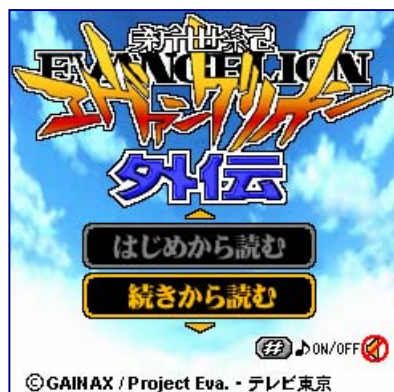 新世紀
EVANGELION
エヴァンゲリオン
外伝
はじめから読む
続きから読む
# ♪ON/OFF
©GAINAX / Project Eva.・テレビ東京